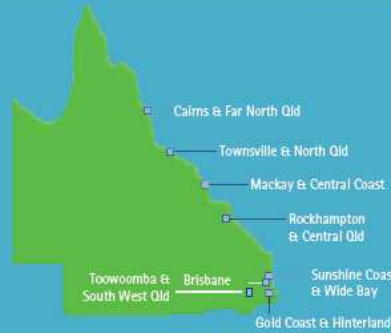 Cairns & Far North Qld
Townsville & North Qld
Mackay & Central Coast
Rockhampton
& Central Qld
Toowoomba &
South West Qld
Brisbane
Sunshine Coas
& Wide Bay
Gold Coast & Hinterland